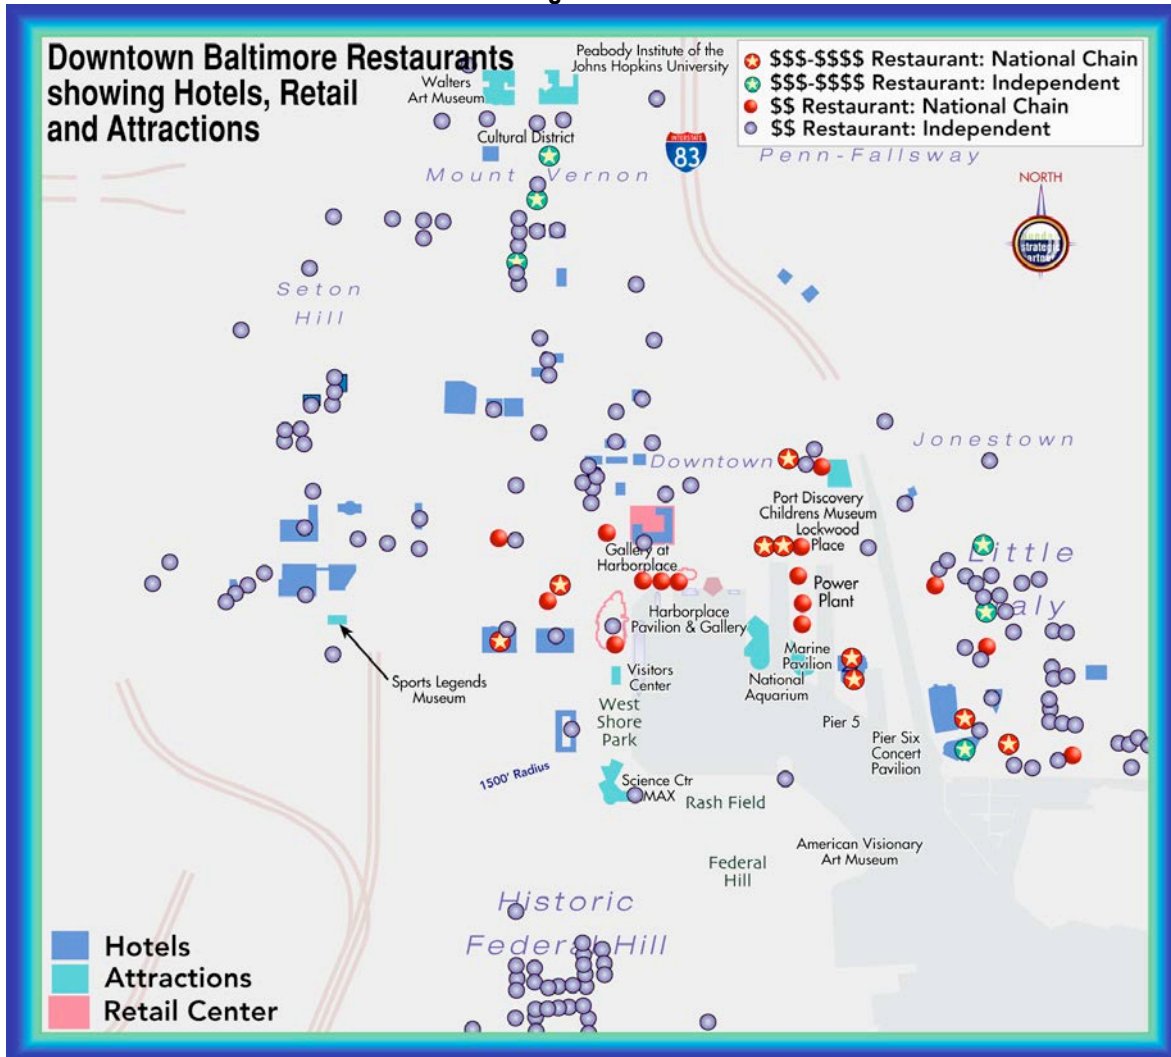 Downtown Baltimore Restaurants
showing Hotels, Retail
and Attractions
Peabody Institute of the
Johns Hopkins University
$$$-$$$$ Restaurant: National Chain
$$$-$$$$ Restaurant: Independent
$$ Restaurant: National Chain
$$ Restaurant: Independent
Walters
Art Museum
Cultural District
INTERSTATE
83
Penn-Fallsway
Mount Vernon
NORTH
Seton
Hill
Jonestown
Downtown
Port Discovery
Childrens Museum
Lockwood
Place
Gallery at
Harborplace
Little
Power
Plant
Harborplace
Pavilion & Gallery
Marine
Pavilion
National
Aquarium
Visitors
Center
Sports Legends
Museum
West
Shore
Park
Pier 5
Pier Six
Concert
Pavilion
1500' Radius
Science Ctr
Rash Field
American Visionary
Art Museum
Federal
Hill
Historic
Federal Hill
Hotels
Attractions
Retail Center